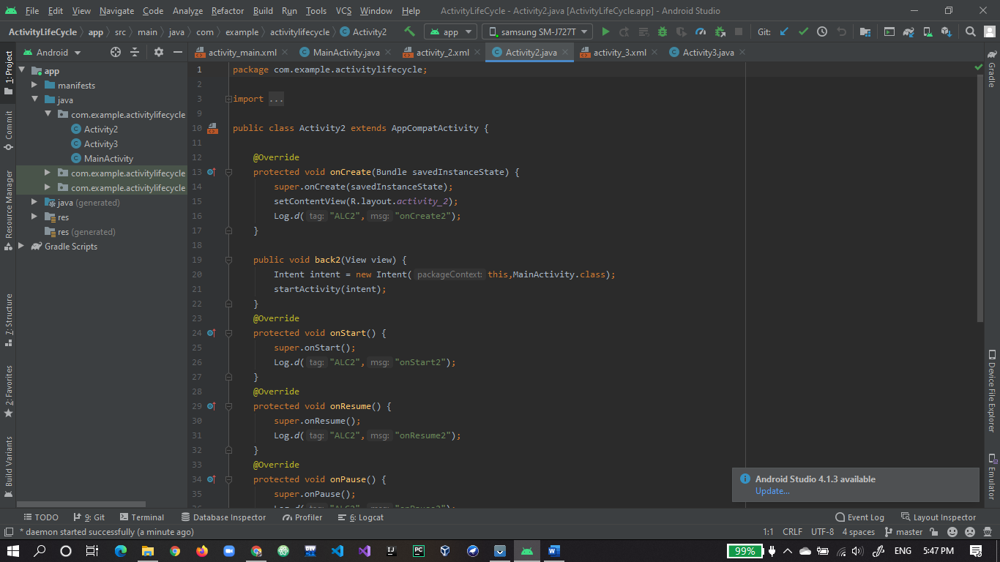 File Edit View Navigate Code Analyze Refactor Build Run Tools VCS Window Help ActivityLifeCycle - Activity2.java [ActivityLifeCycle.app] - Android Studio
ActivityLifeCycle app src main java com example activitylifecycle Activity2 app samsung SM-J727T Git:
Android activity_main.xml MainActivity.java activity_2.xml Activity2.java activity_3.xml Activity3.java
1: Project
Commit
Resource Manager
7: Structure
2: Favorites
Build Variants
app
manifests
java
com.example.activitylifecycle
Activity2
Activity3
MainActivity
com.example.activitylifecycle
com.example.activitylifecycle
java (generated)
res
res (generated)
Gradle Scripts
1 package com.example.activitylifecycle;
2
3 import ...
9
10 public class Activity2 extends AppCompatActivity {
11
12 @Override
13 protected void onCreate(Bundle savedInstanceState) {
14 super.onCreate(savedInstanceState);
15 setContentView(R.layout.activity_2);
16 Log.d( tag: "ALC2", msg: "onCreate2");
17 }
18
19 public void back2(View view) {
20 Intent intent = new Intent( packageContext: this,MainActivity.class);
21 startActivity(intent);
22 }
23 @Override
24 protected void onStart() {
25 super.onStart();
26 Log.d( tag: "ALC2", msg: "onStart2");
27 }
28 @Override
29 protected void onResume() {
30 super.onResume();
31 Log.d( tag: "ALC2", msg: "onResume2");
32 }
33 @Override
34 protected void onPause() {
35 super.onPause();
36 Log.d( tag: "ALC2", msg: "onPause2");
Gradle
Device File Explorer
Emulator
Android Studio 4.1.3 available
Update...
TODO 9: Git Terminal Database Inspector Profiler 6: Logcat Event Log Layout Inspector
* daemon started successfully (a minute ago) 1:1 CRLF UTF-8 4 spaces master
99% ENG 5:47 PM